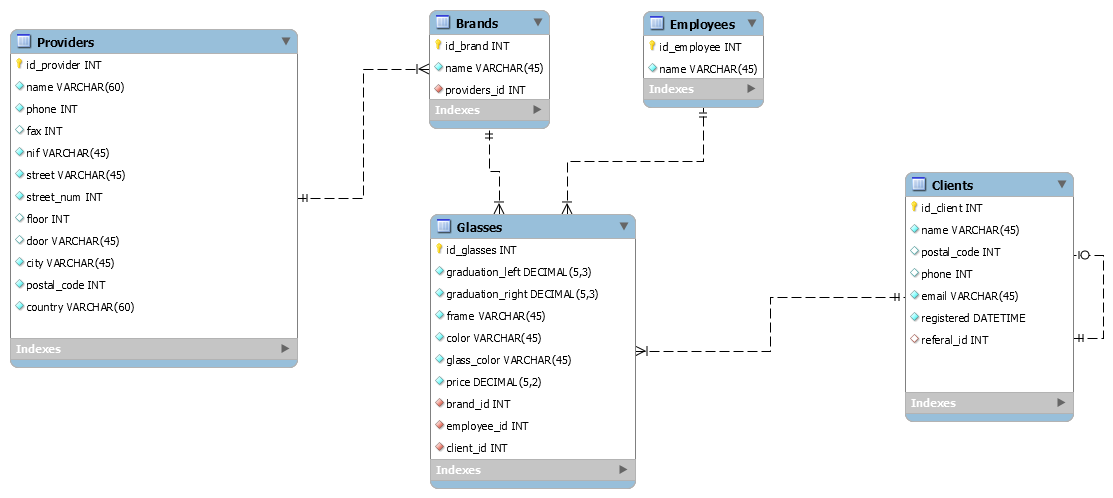 Providers
id_provider INT
name VARCHAR(60)
phone INT
fax INT
nif VARCHAR(45)
street VARCHAR(45)
street_num INT
floor INT
door VARCHAR(45)
city VARCHAR(45)
postal_code INT
country VARCHAR(60)
Indexes
Brands
id_brand INT
name VARCHAR(45)
providers_id INT
Indexes
Employees
id_employee INT
name VARCHAR(45)
Indexes
Glasses
id_glasses INT
graduation_left DECIMAL(5,3)
graduation_right DECIMAL(5,3)
frame VARCHAR(45)
color VARCHAR(45)
glass_color VARCHAR(45)
price DECIMAL(5,2)
brand_id INT
employee_id INT
client_id INT
Indexes
Clients
id_client INT
name VARCHAR(45)
postal_code INT
phone INT
email VARCHAR(45)
registered DATETIME
referal_id INT
Indexes